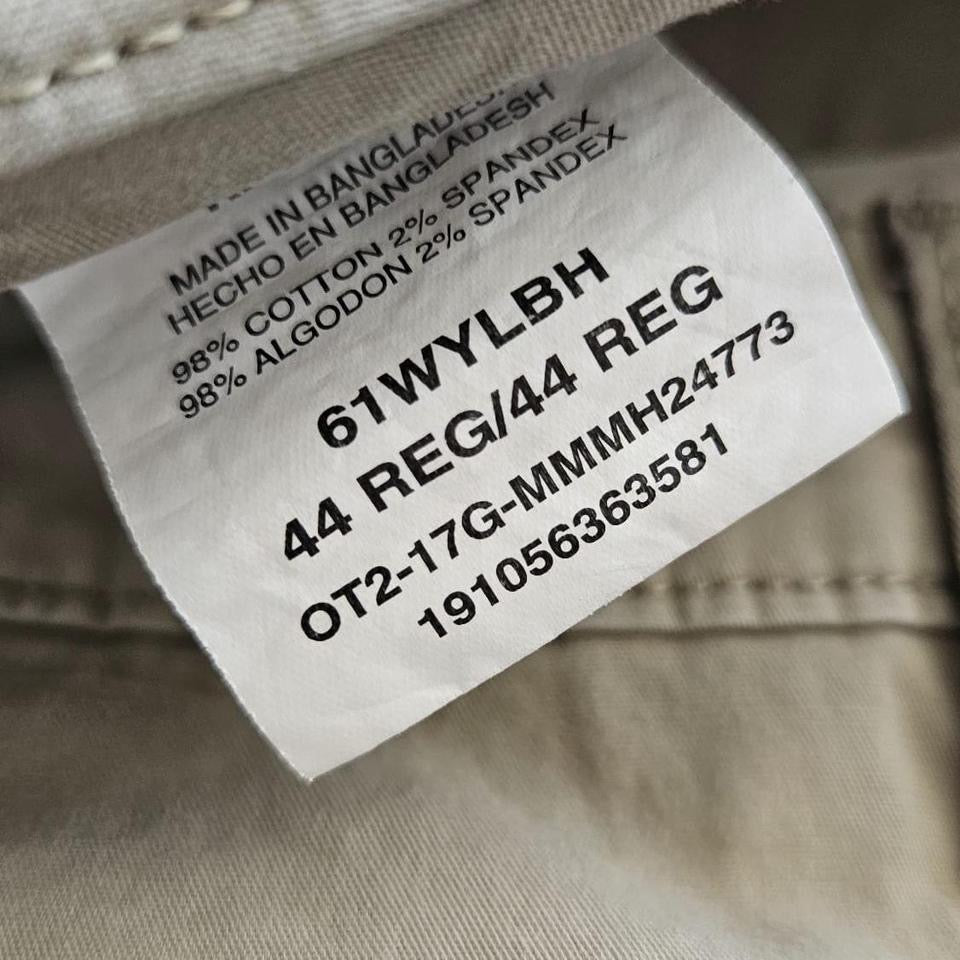 MADE IN BANGLADESH
HECHO EN BANGLADESH
98% COTTON 2% SPANDEX
98% ALGODON 2% SPANDEX
61WYLBH
44 REG/44 REG
OT2-17G-MMMH24773
191056363581